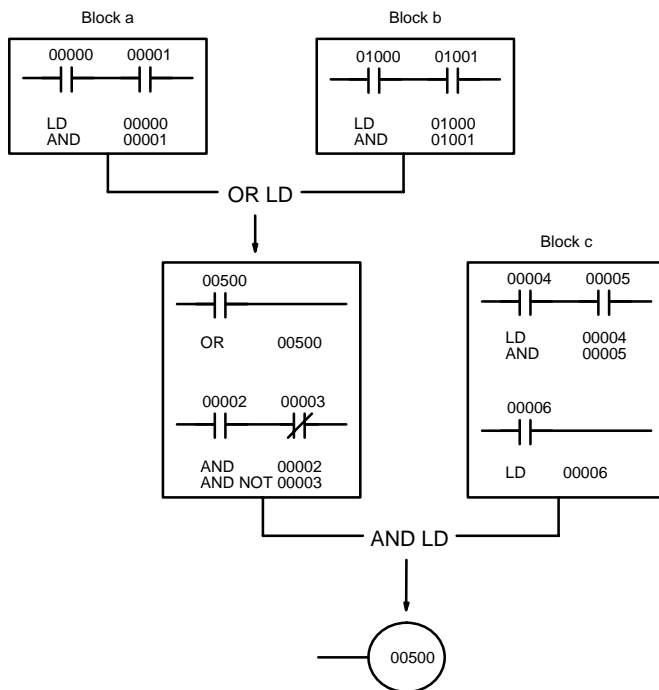 Block a
Block b
00000 00001
LD 00000
AND 00001
01000 01001
LD 01000
AND 01001
OR LD
Block c
00500
OR 00500
00002 00003
AND 00002
AND NOT 00003
00004 00005
LD 00004
AND 00005
00006
LD 00006
AND LD
00500